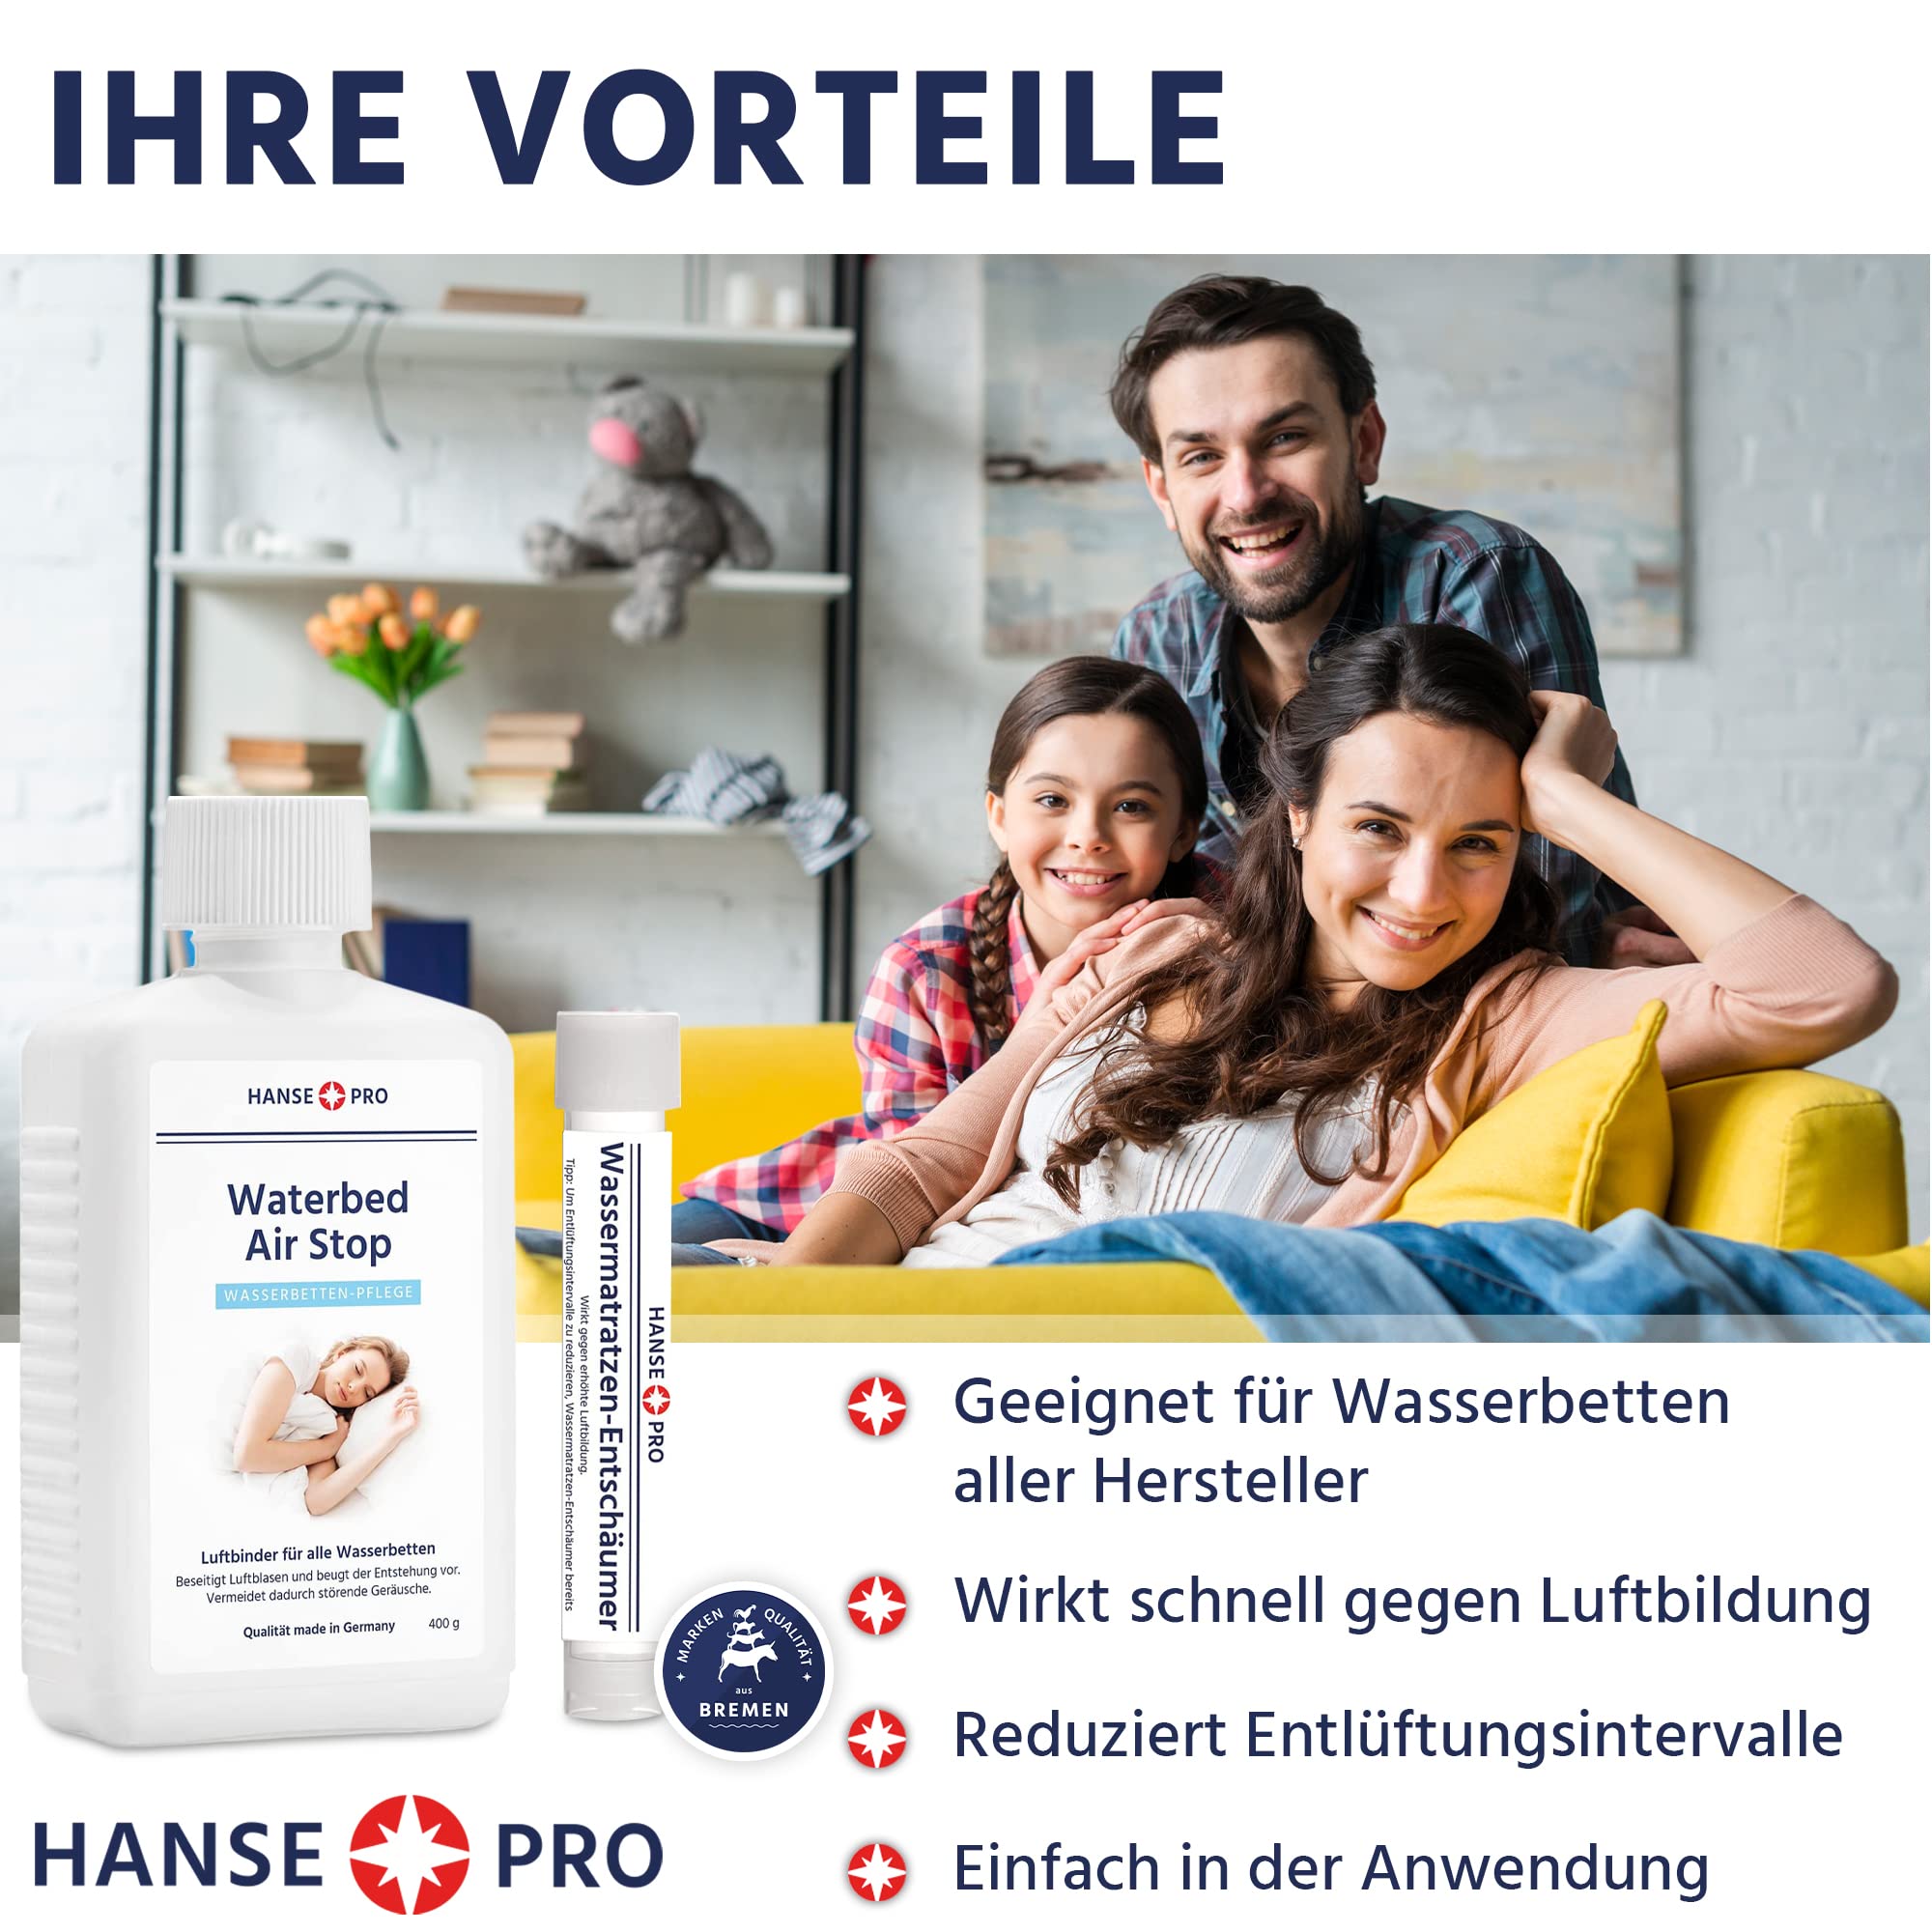 IHRE VORTEILE
HANSE PRO
Waterbed
Air Stop
WASSERBETTEN-PFLEGE
Luftbinder für alle Wasserbetten
Beseitigt Luftblasen und beugt der Entstehung vor.
Vermeidet dadurch störende Geräusche.
Qualität made in Germany 400 g
HANSE PRO
Wassermatratzen-Entschäumer
Wirkt gegen erhöhte Luftbildung.
Tipp: Um Entlüftungsintervalle zu reduzieren, Wassermatratzen-Entschäumer bereits
MARKEN QUALITÄT
aus
BREMEN
Geeignet für Wasserbetten
aller Hersteller
Wirkt schnell gegen Luftbildung
Reduziert Entlüftungsintervalle
Einfach in der Anwendung
HANSE PRO